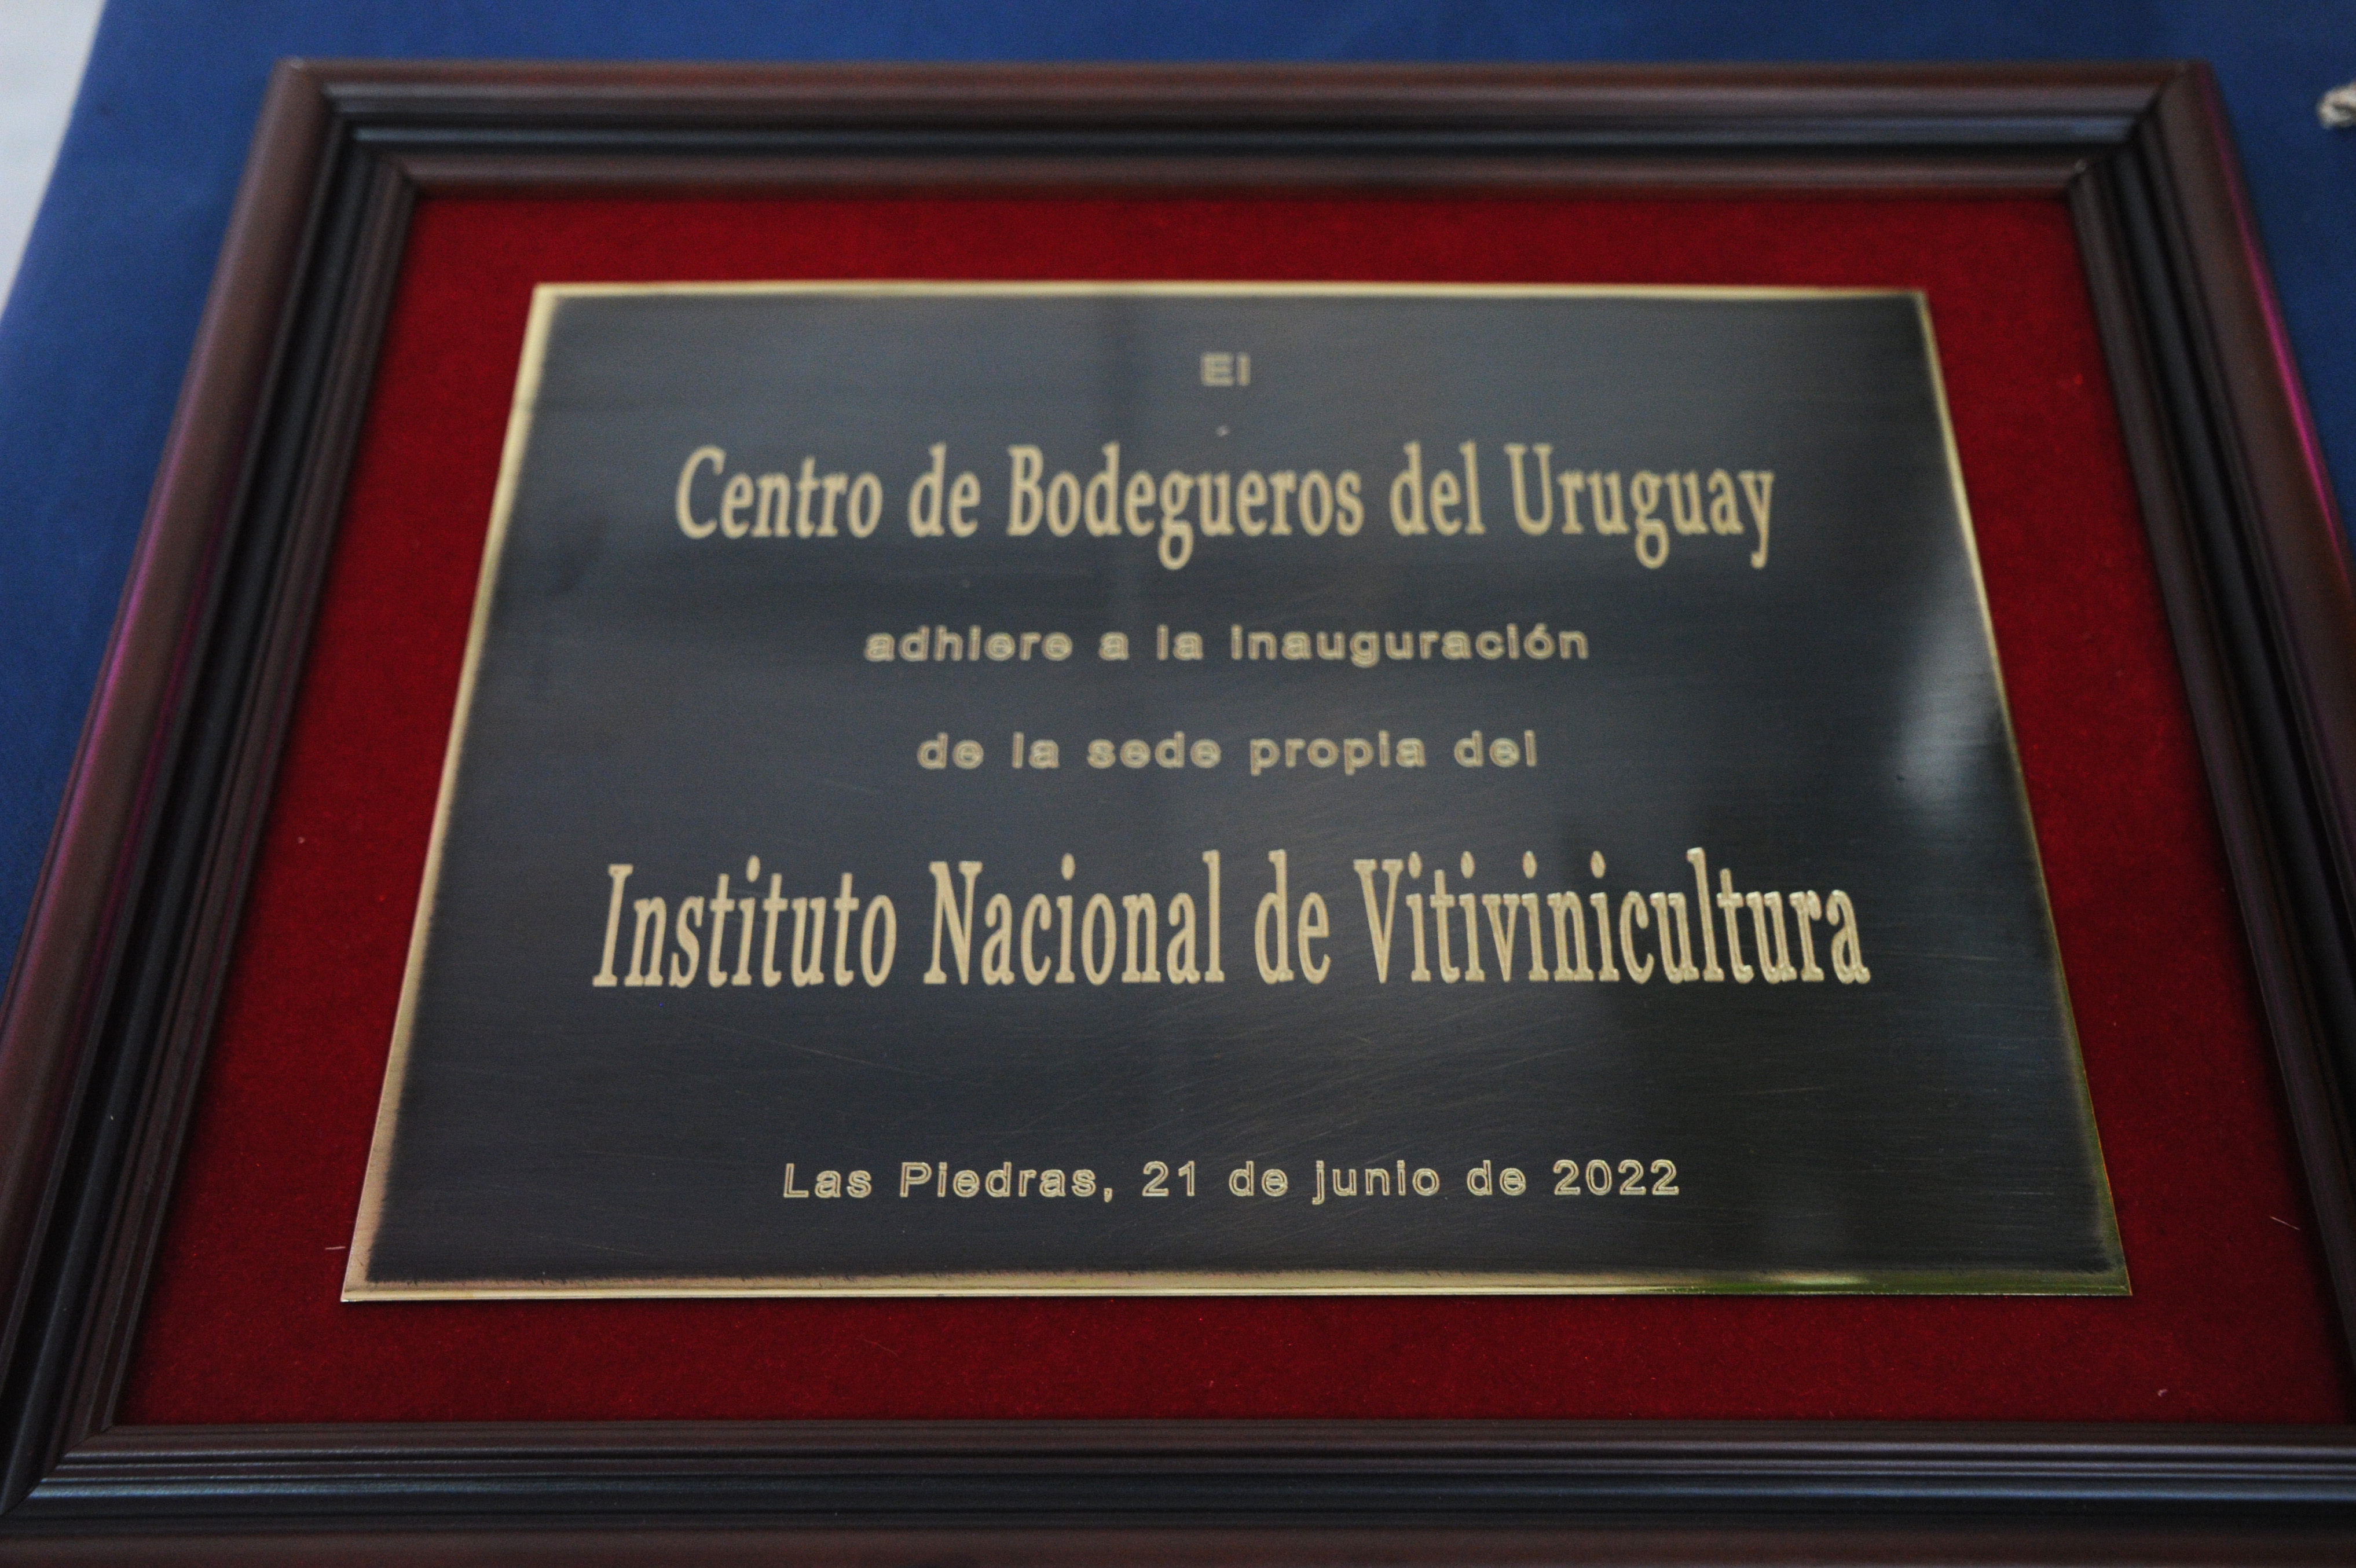 El
Centro de Bodegueros del Uruguay
adhiere a la inauguración
de la sede propia del
Instituto Nacional de Vitivinicultura
Las Piedras, 21 de junio de 2022